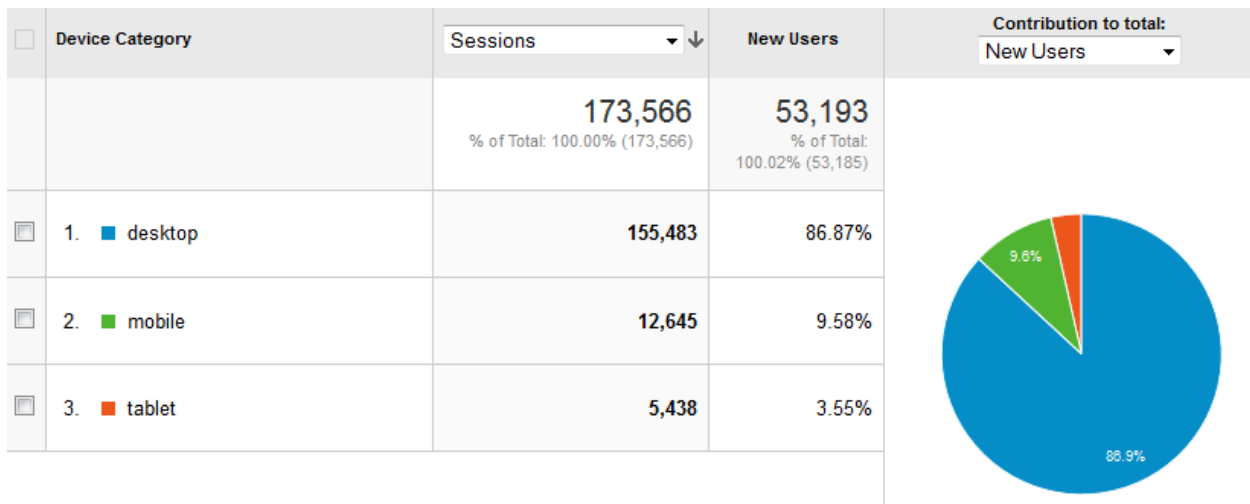 Device Category
Sessions
New Users
Contribution to total:
New Users
173,566
% of Total: 100.00% (173,566)
53,193
% of Total:
100.02% (53,185)
1. desktop
155,483
86.87%
2. mobile
12,645
9.58%
3. tablet
5,438
3.55%
9.6%
86.9%